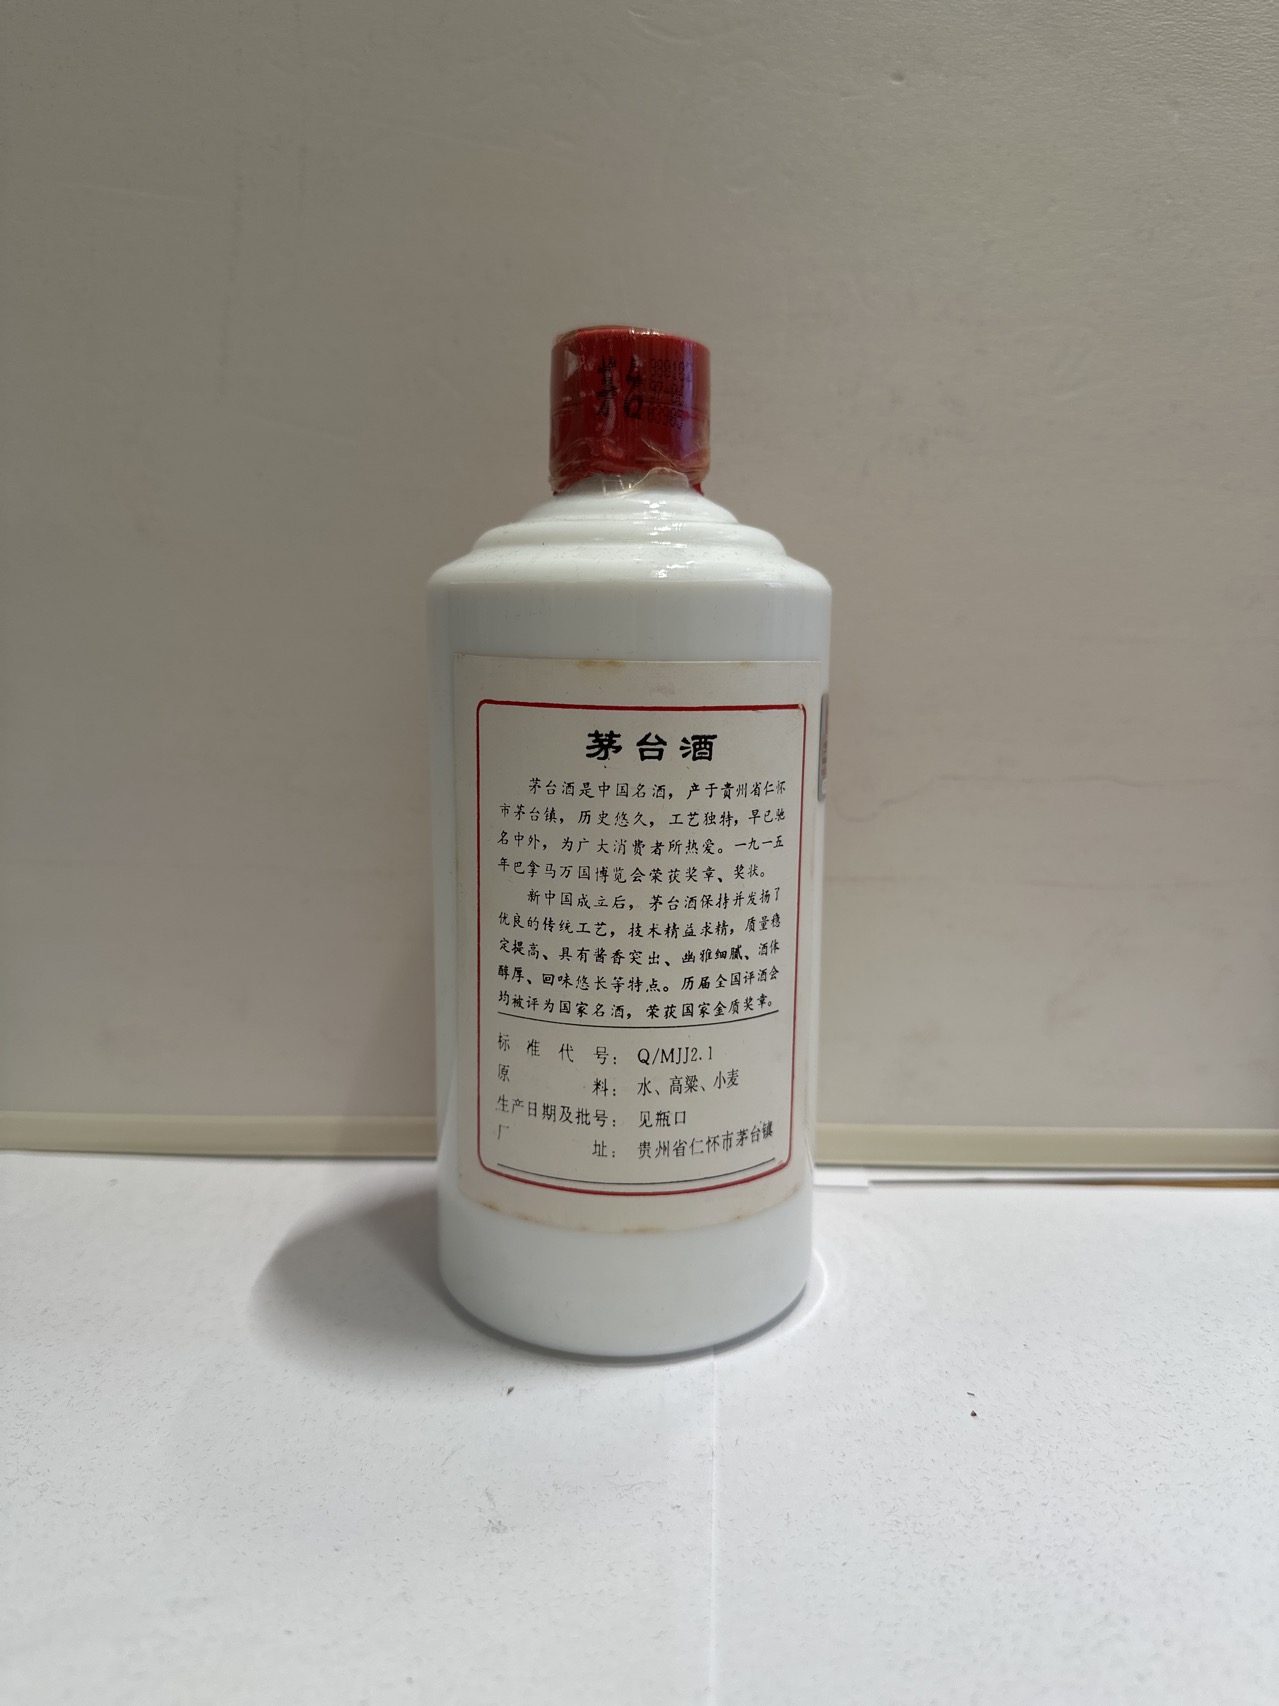 茅台酒
茅台酒是中国名酒，产于贵州省仁怀
市茅台镇，历史悠久，工艺独特，早已驰
名中外，为广大消费者所热爱。一九一五
年巴拿马万国博览会荣获奖章、奖状。
新中国成立后，茅台酒保持并发扬了
优良的传统工艺，技术精益求精，质量稳
定提高、具有酱香突出、幽雅细腻、酒体
醇厚、回味悠长等特点。历届全国评酒会
均被评为国家名酒，荣获国家金质奖章。
标准代号：Q/MJJ2.1
原料：水、高粱、小麦
生产日期及批号：见瓶口
厂址：贵州省仁怀市茅台镇